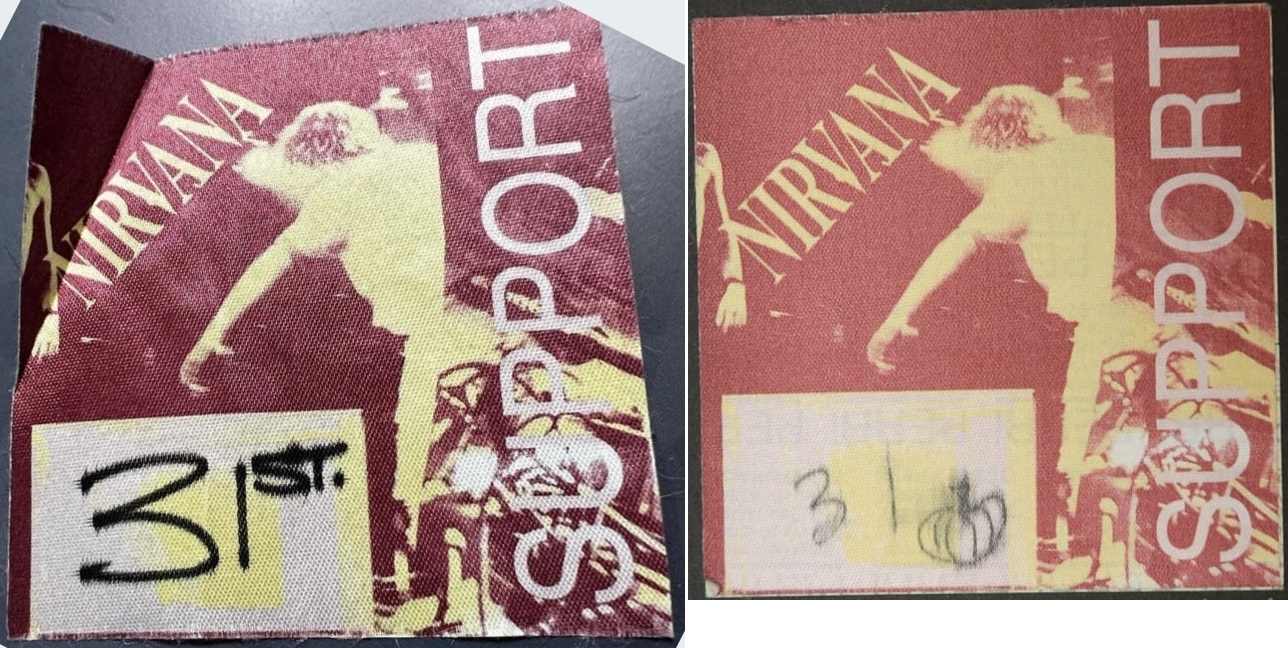 NIRVANA
SUPPORT
31ST.
NIRVANA
SUPPORT
31